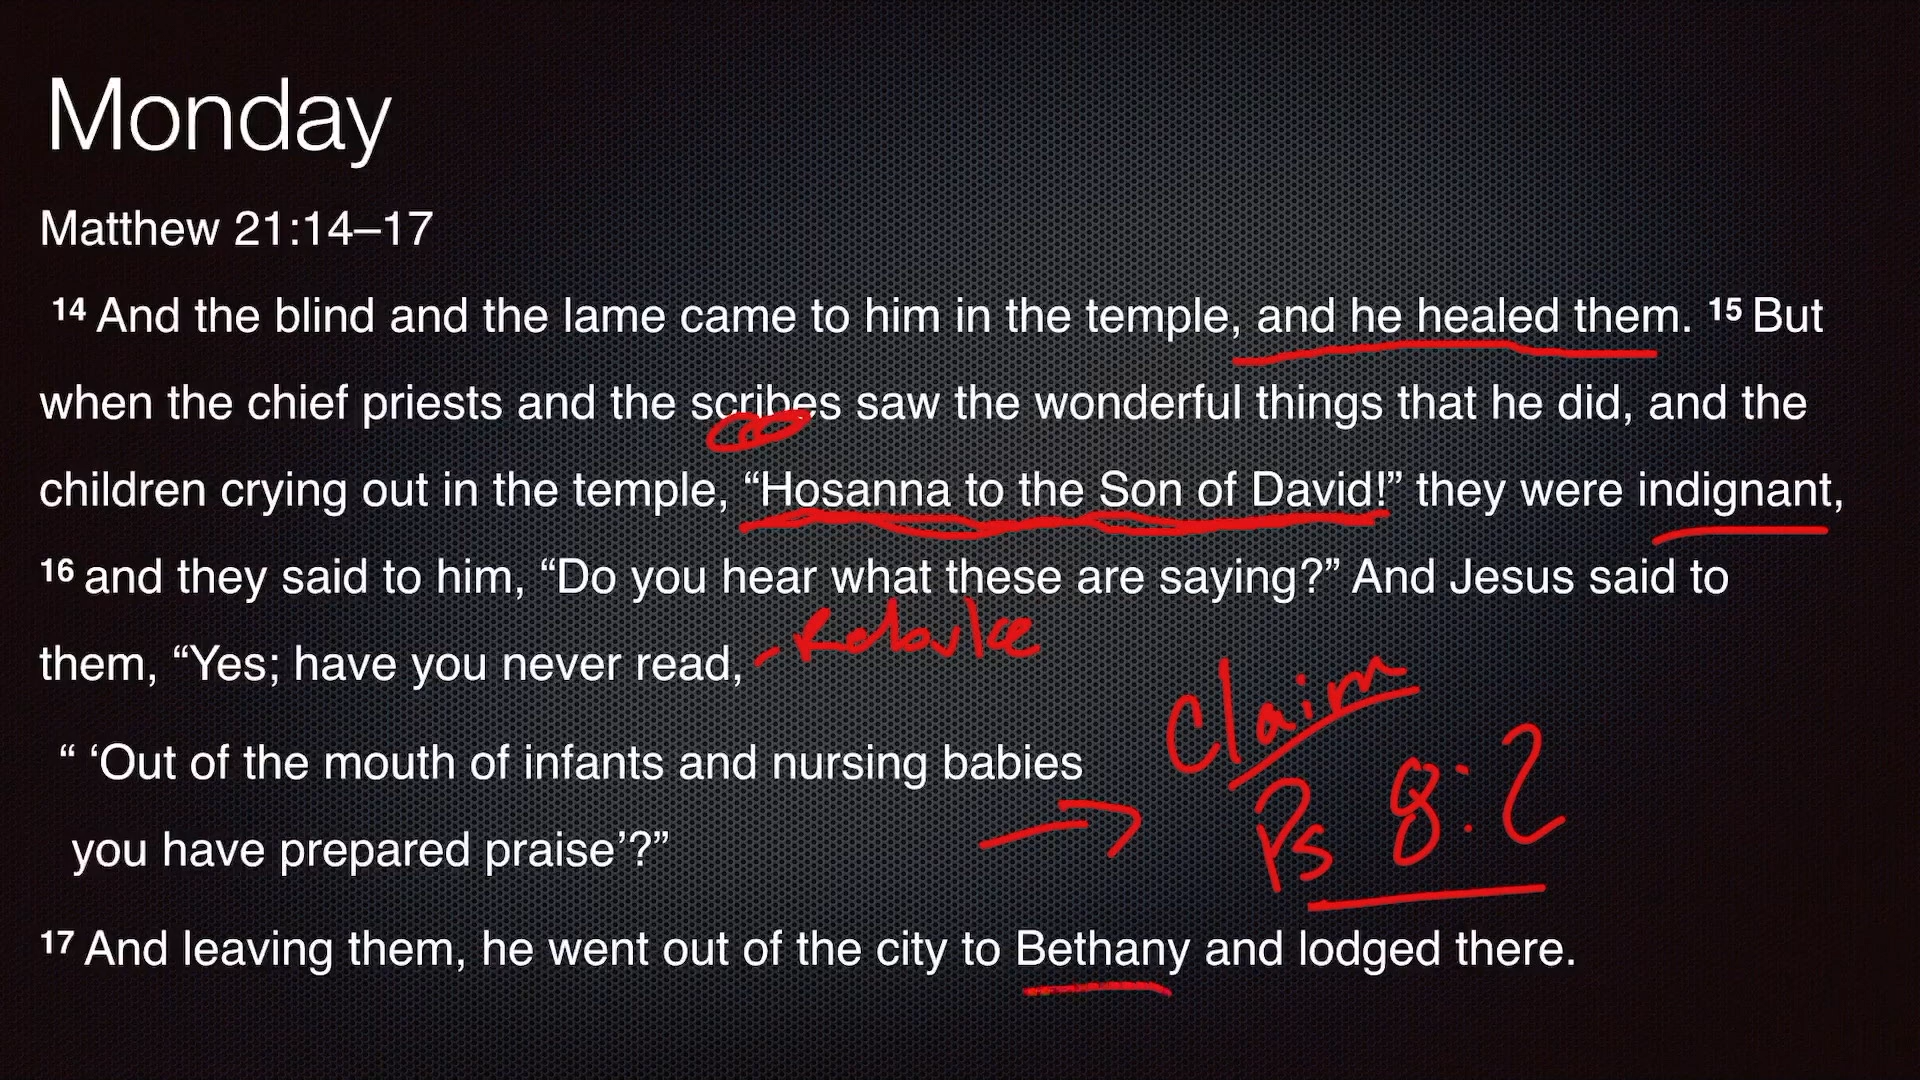 Monday
Matthew 21:14–17
14 And the blind and the lame came to him in the temple, and he healed them. 15 But
when the chief priests and the scribes saw the wonderful things that he did, and the
children crying out in the temple, “Hosanna to the Son of David!” they were indignant,
16 and they said to him, “Do you hear what these are saying?” And Jesus said to
them, “Yes; have you never read,
- Rebuke
Claim
“ ‘Out of the mouth of infants and nursing babies
Ps 8:2
you have prepared praise’?”
17 And leaving them, he went out of the city to Bethany and lodged there.